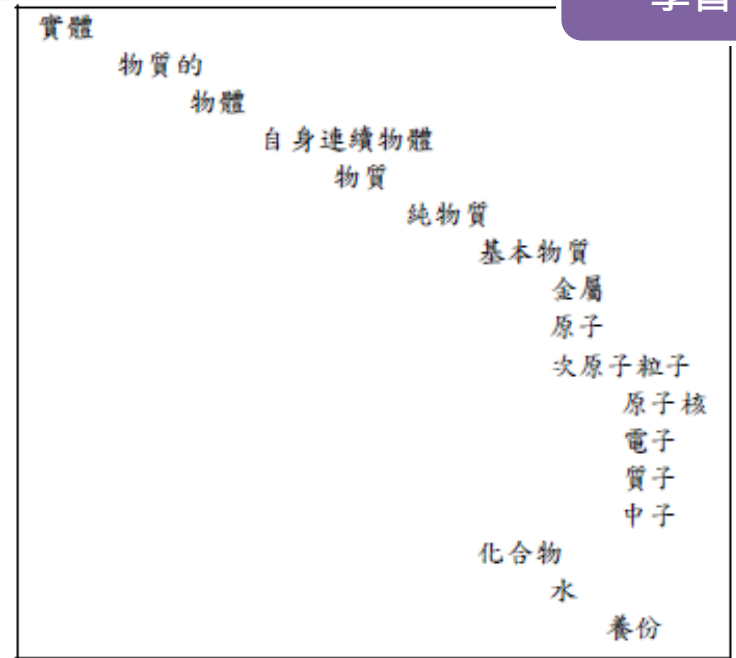 學習
實體
物質的
物體
自身連續物體
物質
純物質
基本物質
金屬
原子
次原子粒子
原子核
電子
質子
中子
化合物
水
養份